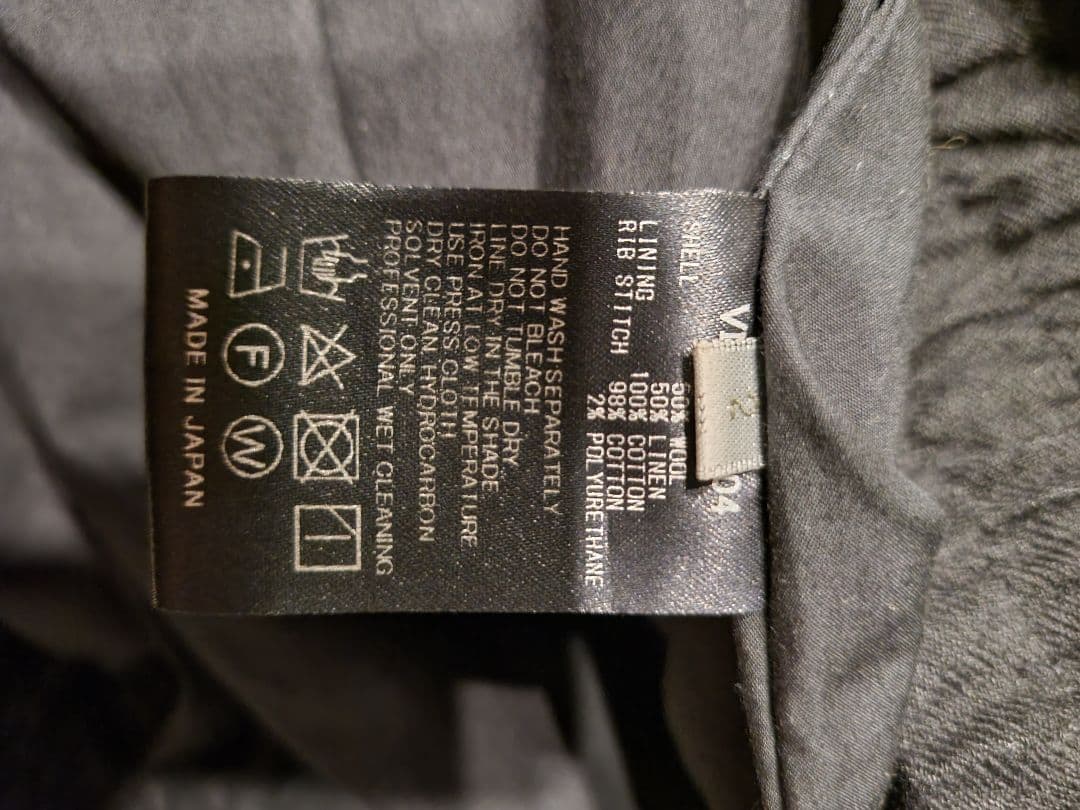 SHELL 50% WOOL
50% LINEN
LINING 100% COTTON
RIB STITCH 98% COTTON
2% POLYURETHANE
HAND WASH SEPARATELY
DO NOT BLEACH
DO NOT TUMBLE DRY
LINE DRY IN THE SHADE
IRON AT LOW TEMPERATURE
USE PRESS CLOTH
DRY CLEAN, HYDROCARBON
SOLVENT ONLY
PROFESSIONAL WET CLEANING
F W
MADE IN JAPAN
2